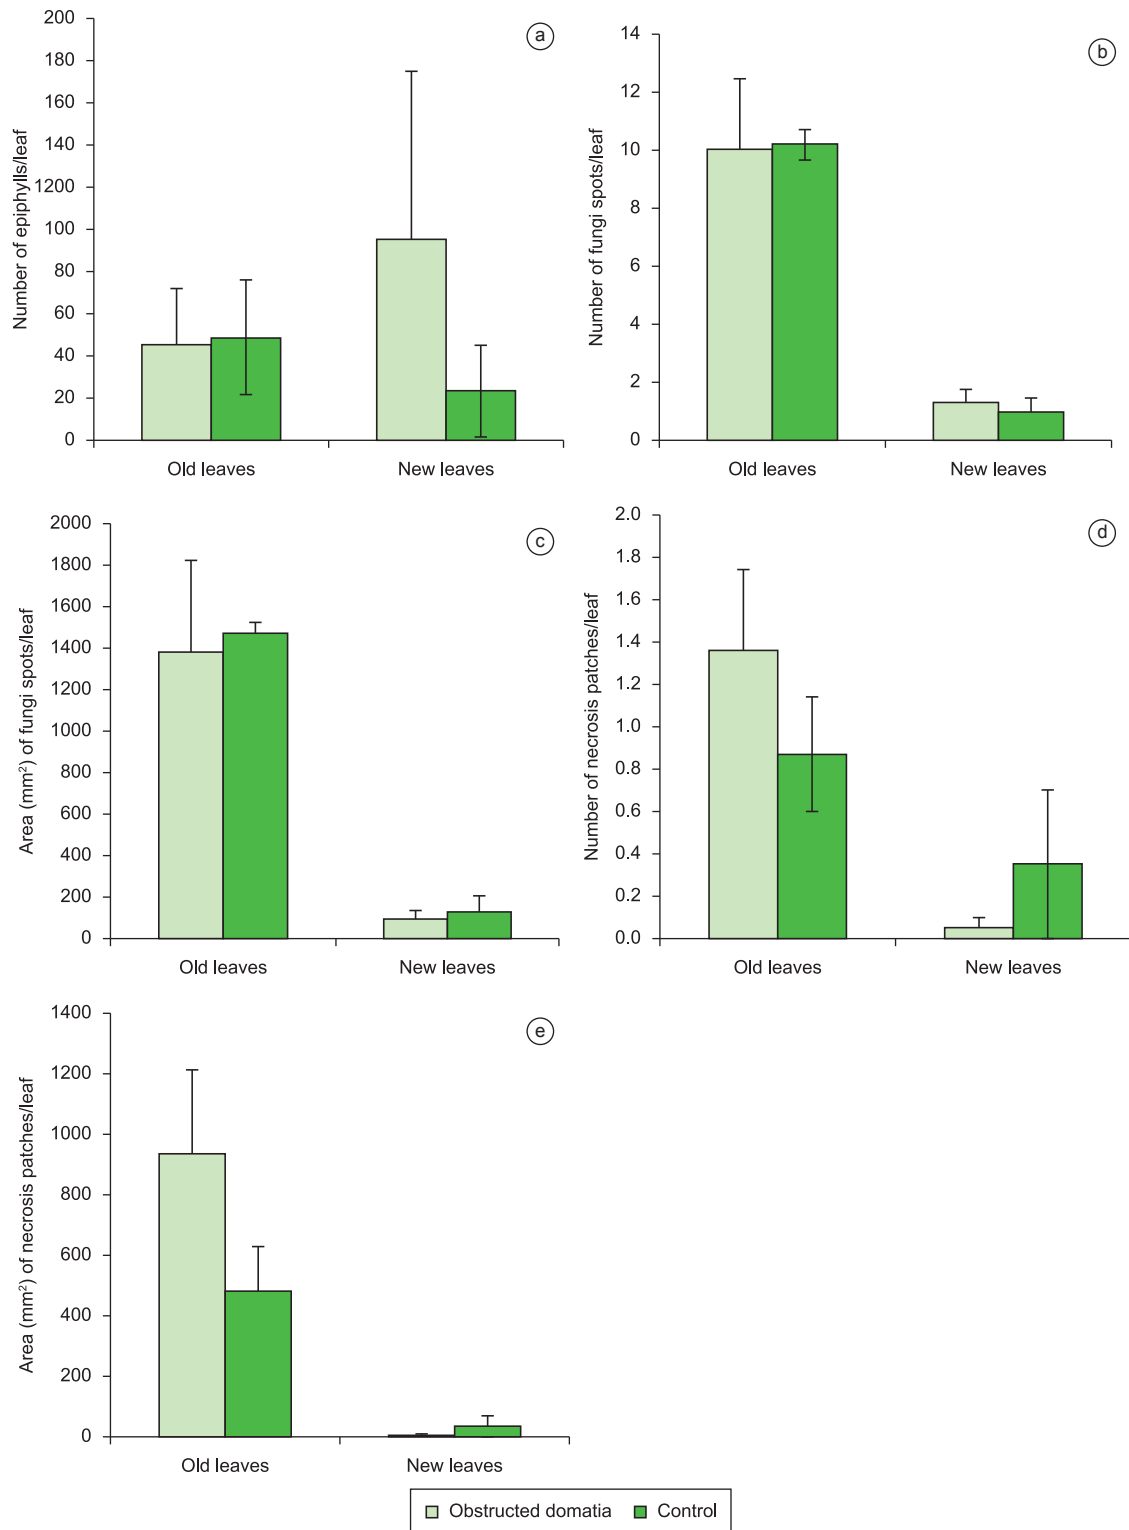 a
Number of epiphylls/leaf
200
180
160
140
1200
100
80
60
40
20
0
Old leaves
New leaves
b
Number of fungi spots/leaf
14
12
10
8
6
4
2
0
Old leaves
New leaves
c
Area (mm²) of fungi spots/leaf
2000
1800
1600
1400
1200
1000
800
600
400
200
0
Old leaves
New leaves
d
Number of necrosis patches/leaf
2.0
1.8
1.6
1.4
1.2
1.0
0.8
0.6
0.4
0.2
0.0
Old leaves
New leaves
e
Area (mm²) of necrosis patches/leaf
1400
1200
1000
800
600
400
200
0
Old leaves
New leaves
Obstructed domatia
Control